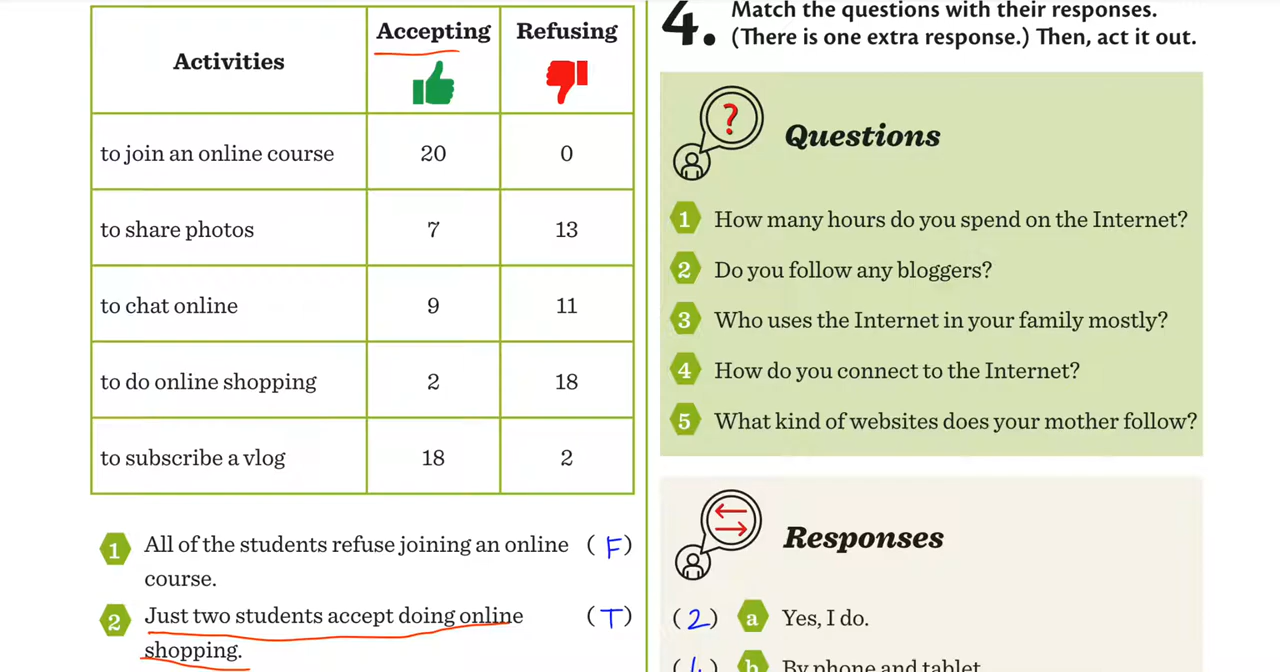 Activities
Accepting
Refusing
to join an online course
20
0
to share photos
7
13
to chat online
9
11
to do online shopping
2
18
to subscribe a vlog
18
2
1 All of the students refuse joining an online (F)
course.
2 Just two students accept doing online (T)
shopping.
4. Match the questions with their responses.
(There is one extra response.) Then, act it out.
?
Questions
1 How many hours do you spend on the Internet?
2 Do you follow any bloggers?
3 Who uses the Internet in your family mostly?
4 How do you connect to the Internet?
5 What kind of websites does your mother follow?
Responses
(2) a Yes, I do.
(4) b By phone and tablet